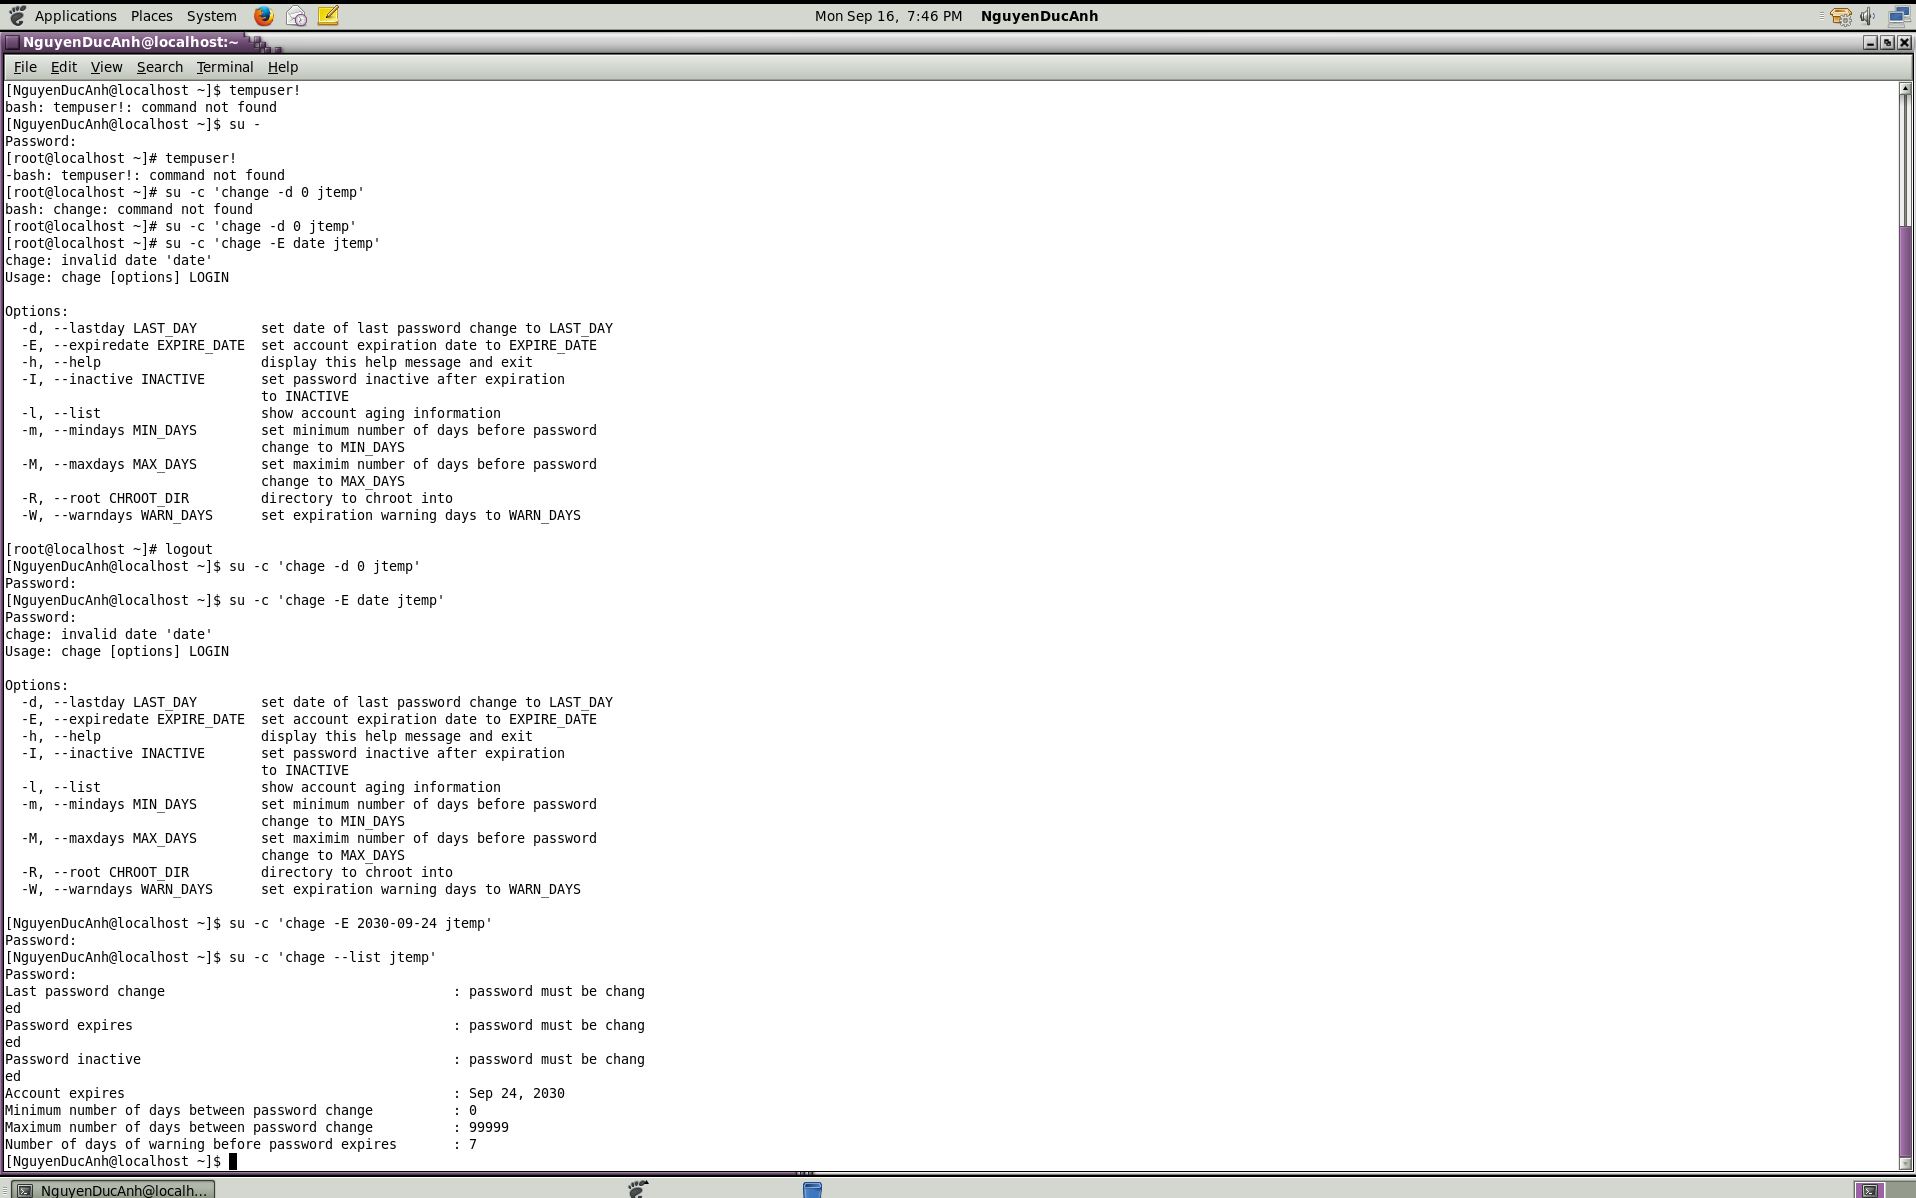 Applications Places System Mon Sep 16, 7:46 PM NguyenDucAnh
NguyenDucAnh@localhost:~
File Edit View Search Terminal Help
[NguyenDucAnh@localhost ~]$ tempuser!
bash: tempuser!: command not found
[NguyenDucAnh@localhost ~]$ su -
Password:
[root@localhost ~]# tempuser!
-bash: tempuser!: command not found
[root@localhost ~]# su -c 'change -d 0 jtemp'
bash: change: command not found
[root@localhost ~]# su -c 'chage -d 0 jtemp'
[root@localhost ~]# su -c 'chage -E date jtemp'
chage: invalid date 'date'
Usage: chage [options] LOGIN

Options:
  -d, --lastday LAST_DAY        set date of last password change to LAST_DAY
  -E, --expiredate EXPIRE_DATE  set account expiration date to EXPIRE_DATE
  -h, --help                    display this help message and exit
  -I, --inactive INACTIVE       set password inactive after expiration
                                to INACTIVE
  -l, --list                    show account aging information
  -m, --mindays MIN_DAYS        set minimum number of days before password
                                change to MIN_DAYS
  -M, --maxdays MAX_DAYS        set maximim number of days before password
                                change to MAX_DAYS
  -R, --root CHROOT_DIR         directory to chroot into
  -W, --warndays WARN_DAYS      set expiration warning days to WARN_DAYS

[root@localhost ~]# logout
[NguyenDucAnh@localhost ~]$ su -c 'chage -d 0 jtemp'
Password:
[NguyenDucAnh@localhost ~]$ su -c 'chage -E date jtemp'
Password:
chage: invalid date 'date'
Usage: chage [options] LOGIN

Options:
  -d, --lastday LAST_DAY        set date of last password change to LAST_DAY
  -E, --expiredate EXPIRE_DATE  set account expiration date to EXPIRE_DATE
  -h, --help                    display this help message and exit
  -I, --inactive INACTIVE       set password inactive after expiration
                                to INACTIVE
  -l, --list                    show account aging information
  -m, --mindays MIN_DAYS        set minimum number of days before password
                                change to MIN_DAYS
  -M, --maxdays MAX_DAYS        set maximim number of days before password
                                change to MAX_DAYS
  -R, --root CHROOT_DIR         directory to chroot into
  -W, --warndays WARN_DAYS      set expiration warning days to WARN_DAYS

[NguyenDucAnh@localhost ~]$ su -c 'chage -E 2030-09-24 jtemp'
Password:
[NguyenDucAnh@localhost ~]$ su -c 'chage --list jtemp'
Password:
Last password change                                    : password must be chang
ed
Password expires                                        : password must be chang
ed
Password inactive                                       : password must be chang
ed
Account expires                                         : Sep 24, 2030
Minimum number of days between password change          : 0
Maximum number of days between password change          : 99999
Number of days of warning before password expires       : 7
[NguyenDucAnh@localhost ~]$
NguyenDucAnh@localh...